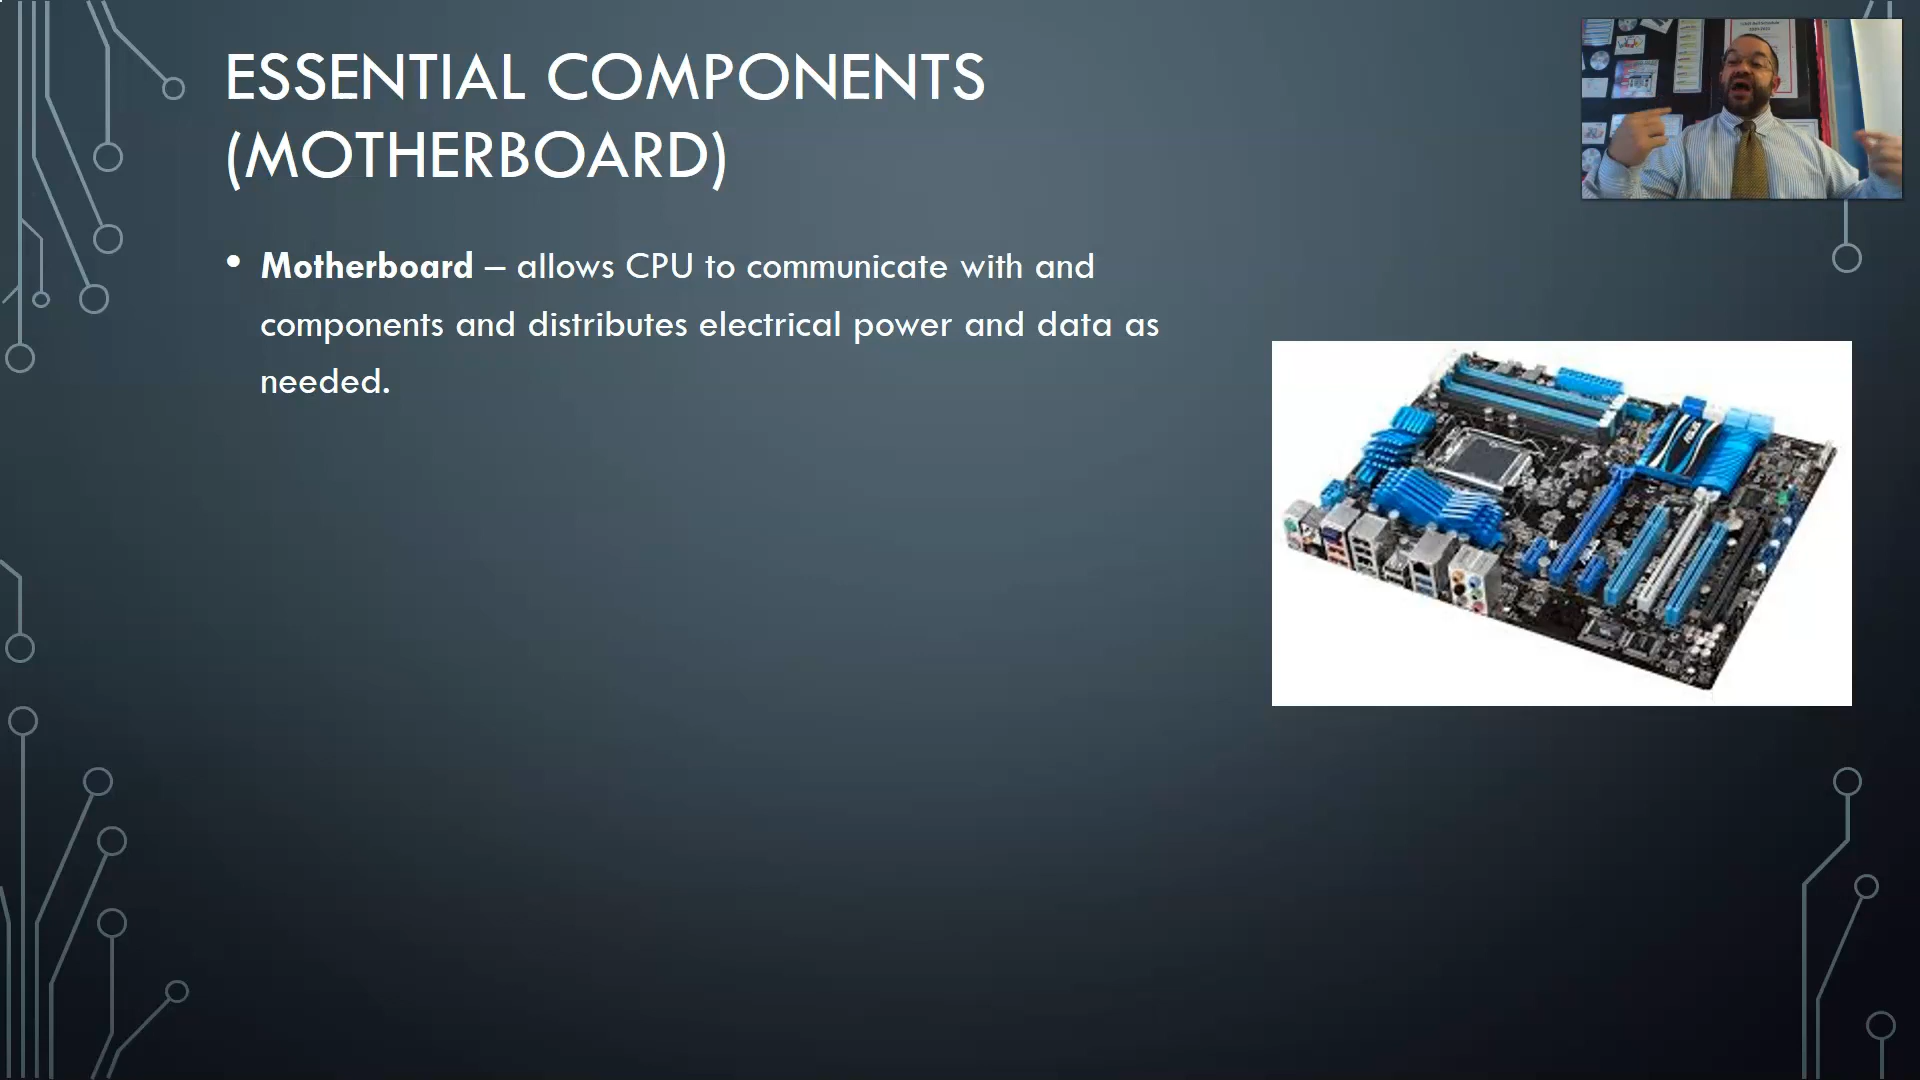 ESSENTIAL COMPONENTS
(MOTHERBOARD)
• Motherboard – allows CPU to communicate with and
components and distributes electrical power and data as
needed.
ASUS